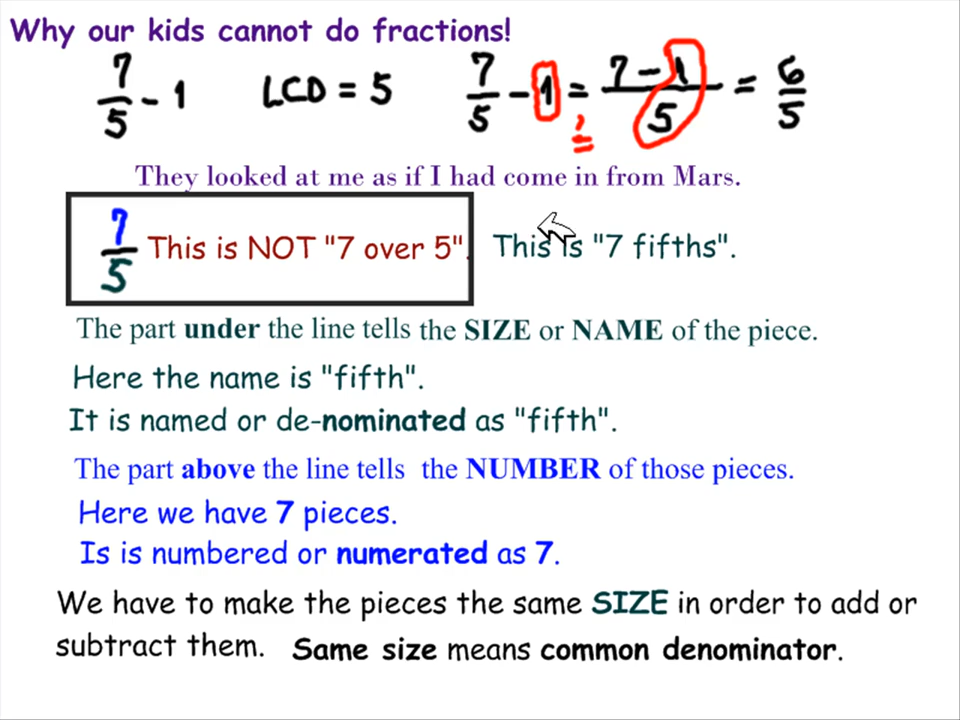 Why our kids cannot do fractions!
7/5 - 1 LCD = 5 7/5 - 1 = (7 - 1)/5 = 6/5
? =
They looked at me as if I had come in from Mars.
7/5 This is NOT "7 over 5". This is "7 fifths".
The part under the line tells the SIZE or NAME of the piece.
Here the name is "fifth".
It is named or de-nominated as "fifth".
The part above the line tells the NUMBER of those pieces.
Here we have 7 pieces.
Is is numbered or numerated as 7.
We have to make the pieces the same SIZE in order to add or
subtract them. Same size means common denominator.